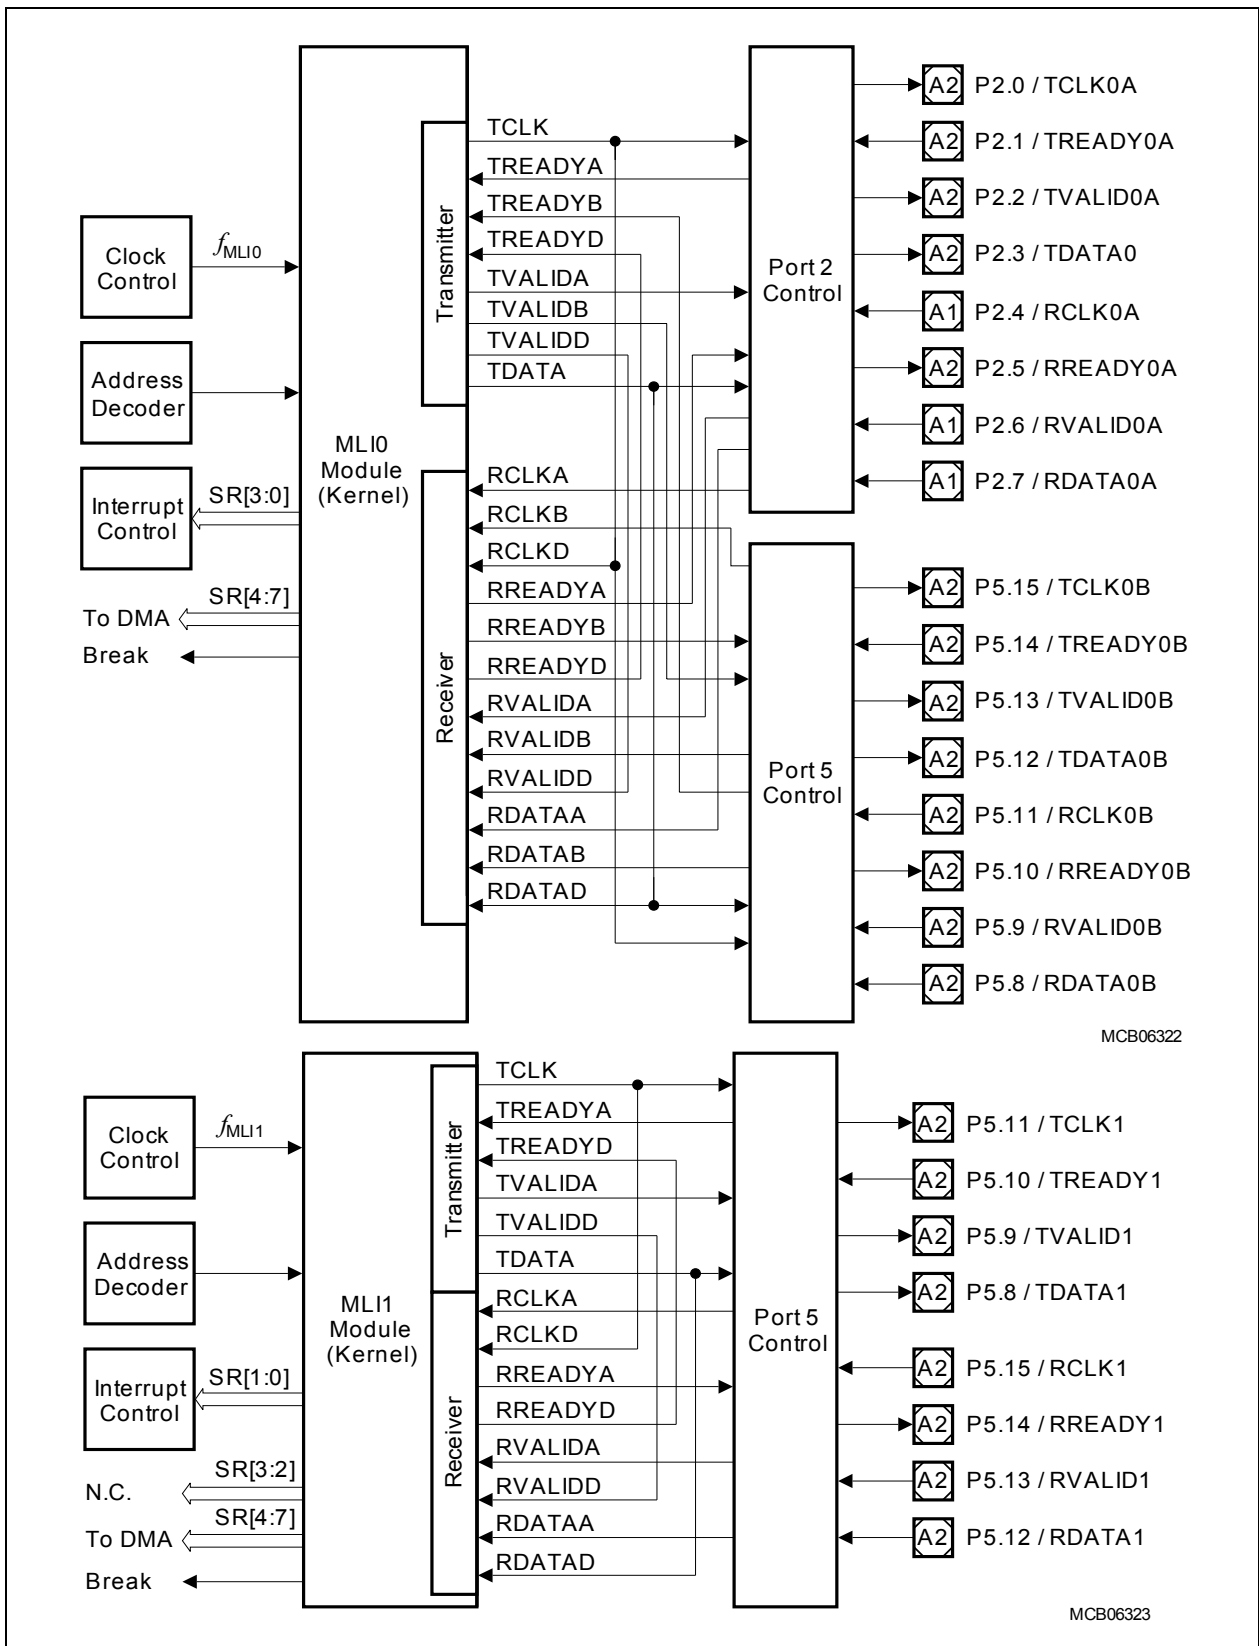 TCLK
TREADYA
TREADYB
TREADYD
TVALIDA
TVALIDB
TVALIDD
TDATA
Transmitter
Clock
Control
fMLI0
Address
Decoder
Interrupt
Control
SR[3:0]
SR[4:7]
To DMA
Break
MLI0
Module
(Kernel)
RCLKA
RCLKB
RCLKD
RREADYA
RREADYB
RREADYD
RVALIDA
RVALIDB
RVALIDD
RDATAA
RDATAB
RDATAD
Receiver
Port 2
Control
A2 P2.0 / TCLK0A
A2 P2.1 / TREADY0A
A2 P2.2 / TVALID0A
A2 P2.3 / TDATA0
A1 P2.4 / RCLK0A
A2 P2.5 / RREADY0A
A1 P2.6 / RVALID0A
A1 P2.7 / RDATA0A
Port 5
Control
A2 P5.15 / TCLK0B
A2 P5.14 / TREADY0B
A2 P5.13 / TVALID0B
A2 P5.12 / TDATA0B
A2 P5.11 / RCLK0B
A2 P5.10 / RREADY0B
A2 P5.9 / RVALID0B
A2 P5.8 / RDATA0B
MCB06322
TCLK
TREADYA
TREADYD
TVALIDA
TVALIDD
TDATA
Transmitter
Clock
Control
fMLI1
Address
Decoder
Interrupt
Control
SR[1:0]
SR[3:2]
N.C.
SR[4:7]
To DMA
Break
MLI1
Module
(Kernel)
RCLKA
RCLKD
RREADYA
RREADYD
RVALIDA
RVALIDD
RDATAA
RDATAD
Receiver
Port 5
Control
A2 P5.11 / TCLK1
A2 P5.10 / TREADY1
A2 P5.9 / TVALID1
A2 P5.8 / TDATA1
A2 P5.15 / RCLK1
A2 P5.14 / RREADY1
A2 P5.13 / RVALID1
A2 P5.12 / RDATA1
MCB06323